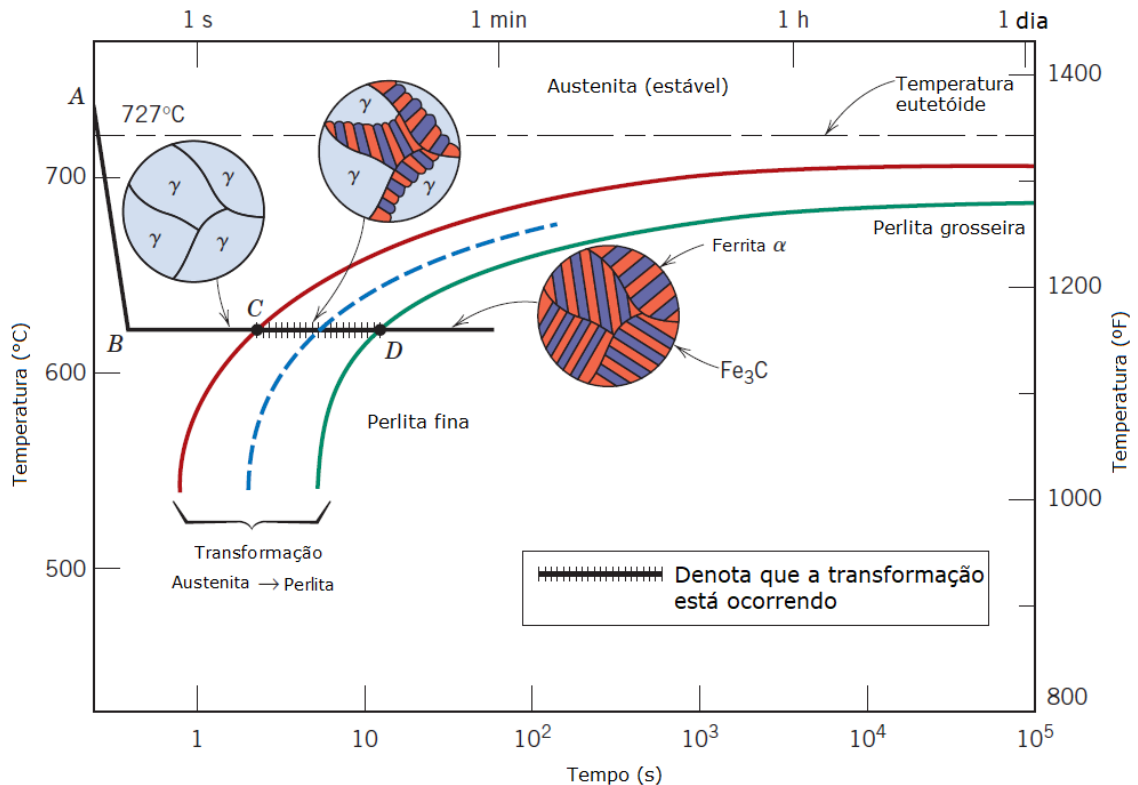 1 s
1 min
1 h
1 dia
A
727°C
Austenita (estável)
Temperatura
eutetóide
1400
700
γ
γ
γ
γ
γ
γ
γ
Perlita grosseira
Ferrita α
1200
B
C
D
600
Fe₃C
Perlita fina
Temperatura (°C)
Temperatura (ºF)
1000
Transformação
Austenita → Perlita
500
Denota que a transformação
está ocorrendo
800
1
10
10²
10³
10⁴
10⁵
Tempo (s)